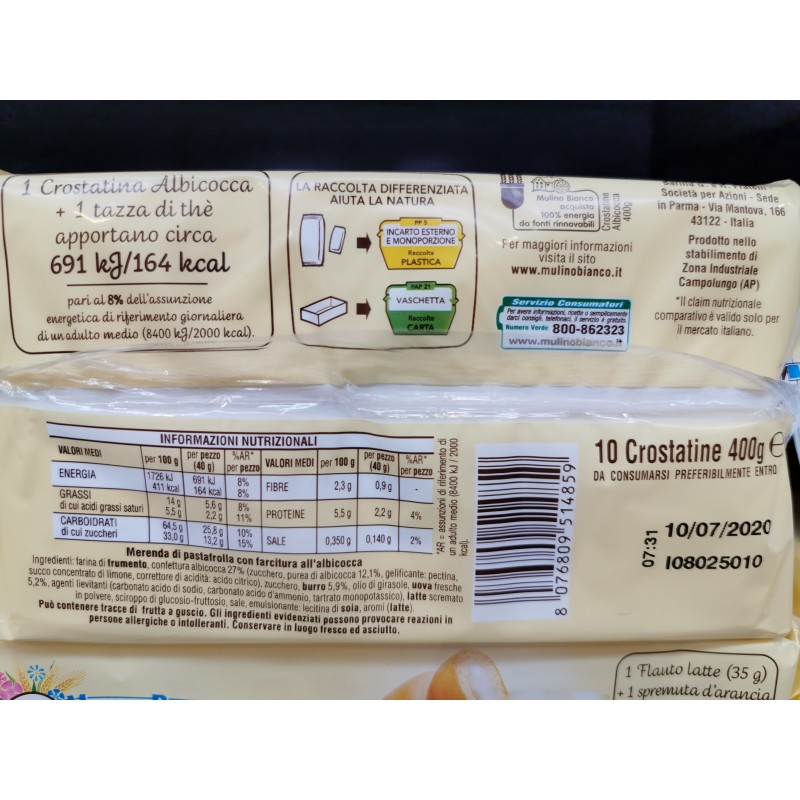 1 Crostatina Albicocca
+ 1 tazza di thè
apportano circa
691 kJ/164 kcal
pari al 8% dell'assunzione
energetica di riferimento giornaliera
di un adulto medio (8400 kJ/2000 kcal).
LA RACCOLTA DIFFERENZIATA
AIUTA LA NATURA
PP 5
INCARTO ESTERNO
E MONOPORZIONE
Raccolta
PLASTICA
PAP 21
VASCHETTA
Raccolta
CARTA
Mulino Bianco
acquista
100% energia
da fonti rinnovabili
Crostatine
Albicocca
400g
Per maggiori informazioni
visita il sito
www.mulinobianco.it
Servizio Consumatori
Per avere informazioni, ricette o semplicemente
darci consigli, telefonaci, il servizio è gratuito.
Numero Verde 800-862323
www.mulinobianco.it
Società per Azioni - Sede
in Parma - Via Mantova, 166
43122 - Italia
Prodotto nello
stabilimento di
Zona Industriale
Campolungo (AP)
*Il claim nutrizionale
comparativo è valido solo per
il mercato italiano.
INFORMAZIONI NUTRIZIONALI
VALORI MEDI per 100 g per pezzo (40 g) %AR* per pezzo VALORI MEDI per 100 g per pezzo (40 g) %AR* per pezzo
ENERGIA 1726 kJ 691 kJ 8% FIBRE 2,3 g 0,9 g -
411 kcal 164 kcal 8%
GRASSI 14 g 5,6 g 8% PROTEINE 5,5 g 2,2 g 4%
di cui acidi grassi saturi 5,5 g 2,2 g 11%
CARBOIDRATI 64,5 g 25,8 g 10% SALE 0,350 g 0,140 g 2%
di cui zuccheri 33,0 g 13,2 g 15%
*AR = assunzioni di riferimento di
un adulto medio (8400 kJ / 2000
kcal).
Merenda di pastafrolla con farcitura all'albicocca
Ingredienti: farina di frumento, confettura albicocca 27% (zucchero, purea di albicocca 12,1%, gelificante: pectina,
succo concentrato di limone, correttore di acidità: acido citrico), zucchero, burro 5,9%, olio di girasole, uova fresche
5,2%, agenti lievitanti (carbonato acido di sodio, carbonato acido d'ammonio, tartrato monopotassico), latte scremato
in polvere, sciroppo di glucosio-fruttosio, sale, emulsionante: lecitina di soia, aromi (latte).
Può contenere tracce di frutta a guscio. Gli ingredienti evidenziati possono provocare reazioni in
persone allergiche o intolleranti. Conservare in luogo fresco ed asciutto.
8 076809 514859
10 Crostatine 400g e
DA CONSUMARSI PREFERIBILMENTE ENTRO
07:31
10/07/2020
I08025010
1 Flauto latte (35 g)
+ 1 spremuta d'arancia